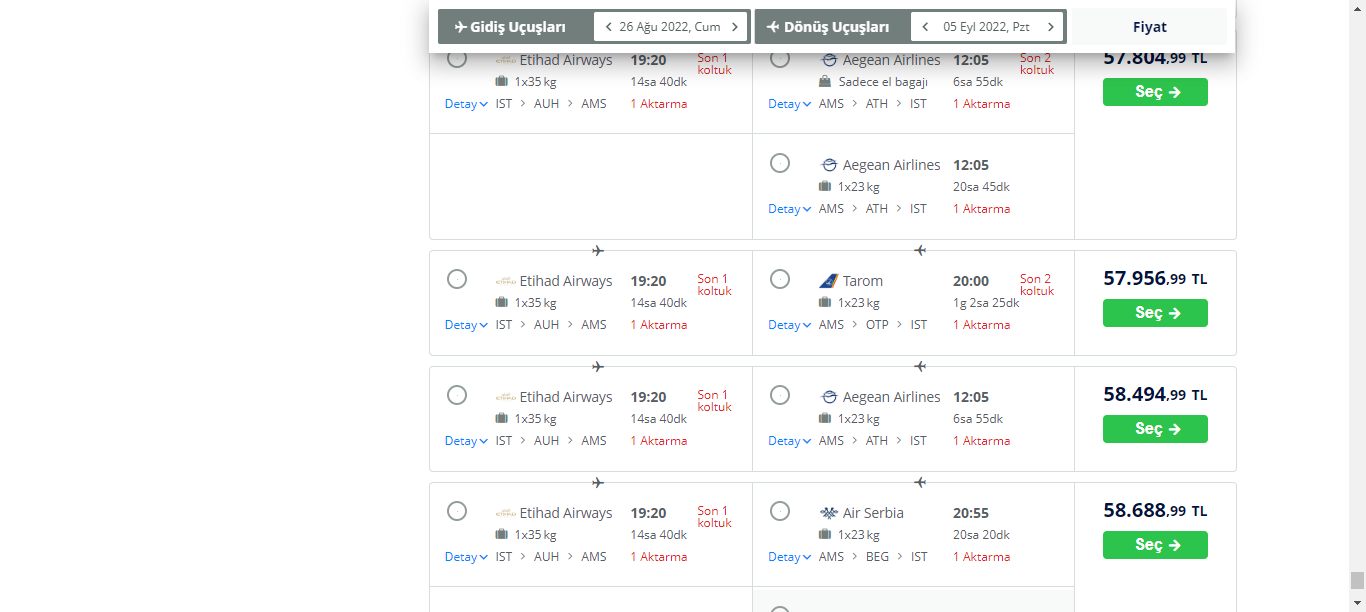 Gidiş Uçuşları
26 Ağu 2022, Cum
Dönüş Uçuşları
05 Eyl 2022, Pzt
Fiyat
Etihad Airways 19:20 Son 1 koltuk
1x35 kg 14sa 40dk
Detay IST > AUH > AMS 1 Aktarma
Aegean Airlines 12:05 Son 2 koltuk
Sadece el bagajı 6sa 55dk
Detay AMS > ATH > IST 1 Aktarma
57.804,99 TL
Seç
Aegean Airlines 12:05
1x23 kg 20sa 45dk
Detay AMS > ATH > IST 1 Aktarma
Etihad Airways 19:20 Son 1 koltuk
1x35 kg 14sa 40dk
Detay IST > AUH > AMS 1 Aktarma
Tarom 20:00 Son 2 koltuk
1x23 kg 1g 2sa 25dk
Detay AMS > OTP > IST 1 Aktarma
57.956,99 TL
Seç
Etihad Airways 19:20 Son 1 koltuk
1x35 kg 14sa 40dk
Detay IST > AUH > AMS 1 Aktarma
Aegean Airlines 12:05
1x23 kg 6sa 55dk
Detay AMS > ATH > IST 1 Aktarma
58.494,99 TL
Seç
Etihad Airways 19:20 Son 1 koltuk
1x35 kg 14sa 40dk
Detay IST > AUH > AMS 1 Aktarma
Air Serbia 20:55
1x23 kg 20sa 20dk
Detay AMS > BEG > IST 1 Aktarma
58.688,99 TL
Seç